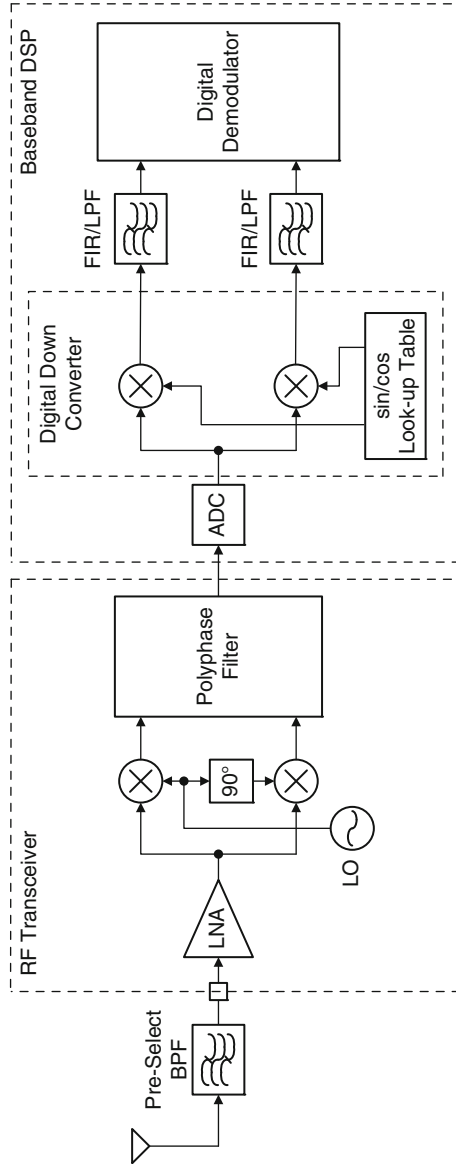 Pre-Select
BPF
RF Transceiver
LNA
LO
90°
Polyphase
Filter
Baseband DSP
ADC
Digital Down
Converter
sin/cos
Look-up Table
FIR/LPF
FIR/LPF
Digital
Demodulator